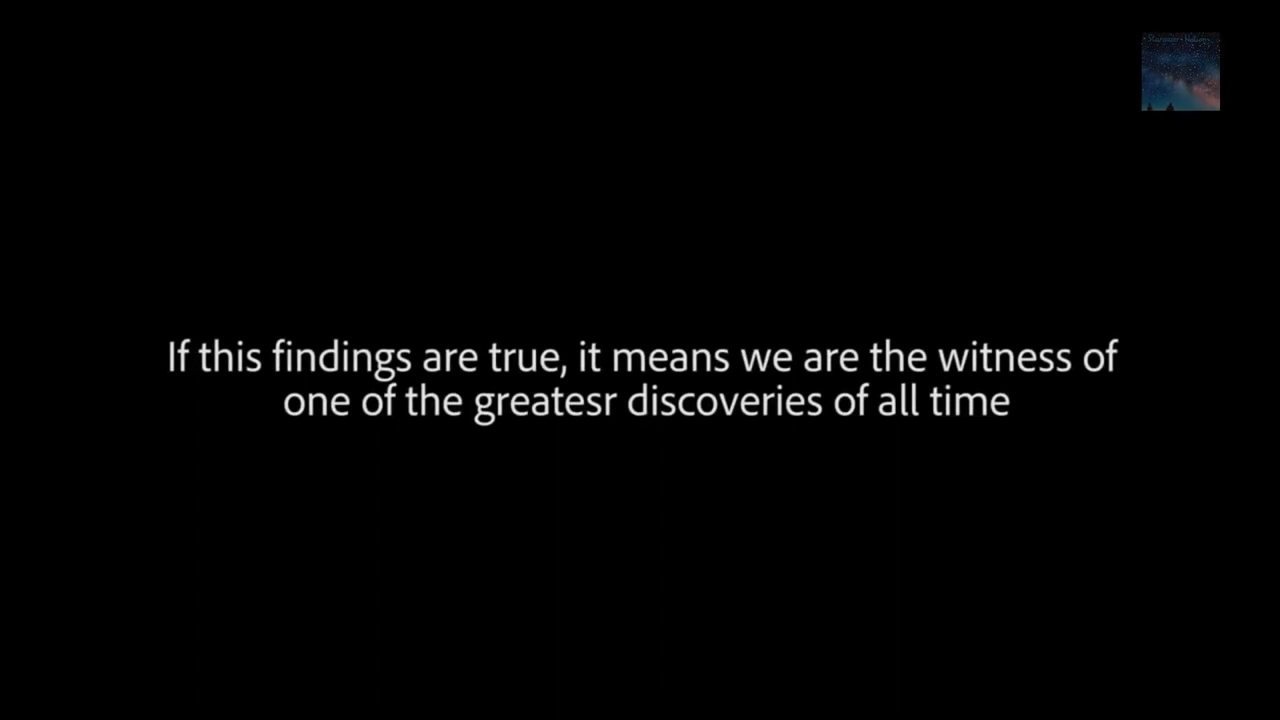 If this findings are true, it means we are the witness of
one of the greatesr discoveries of all time